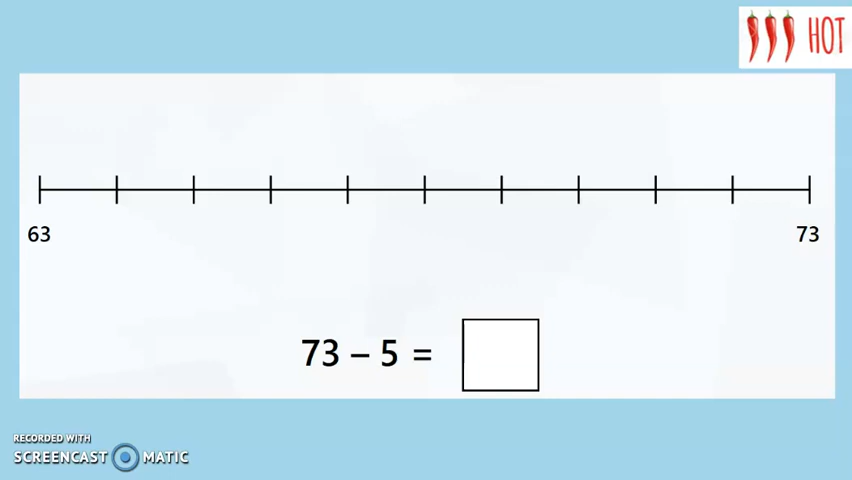 HOT
63 73
73 – 5 =
RECORDED WITH
SCREENCAST MATIC